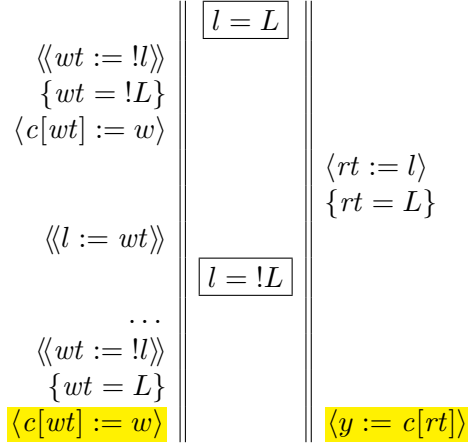 l = L
⟪wt := !l⟫
{wt = !L}
⟨c[wt] := w⟩
⟨rt := l⟩
{rt = L}
⟪l := wt⟫
l = !L
...
⟪wt := !l⟫
{wt = L}
⟨c[wt] := w⟩ ⟨y := c[rt]⟩